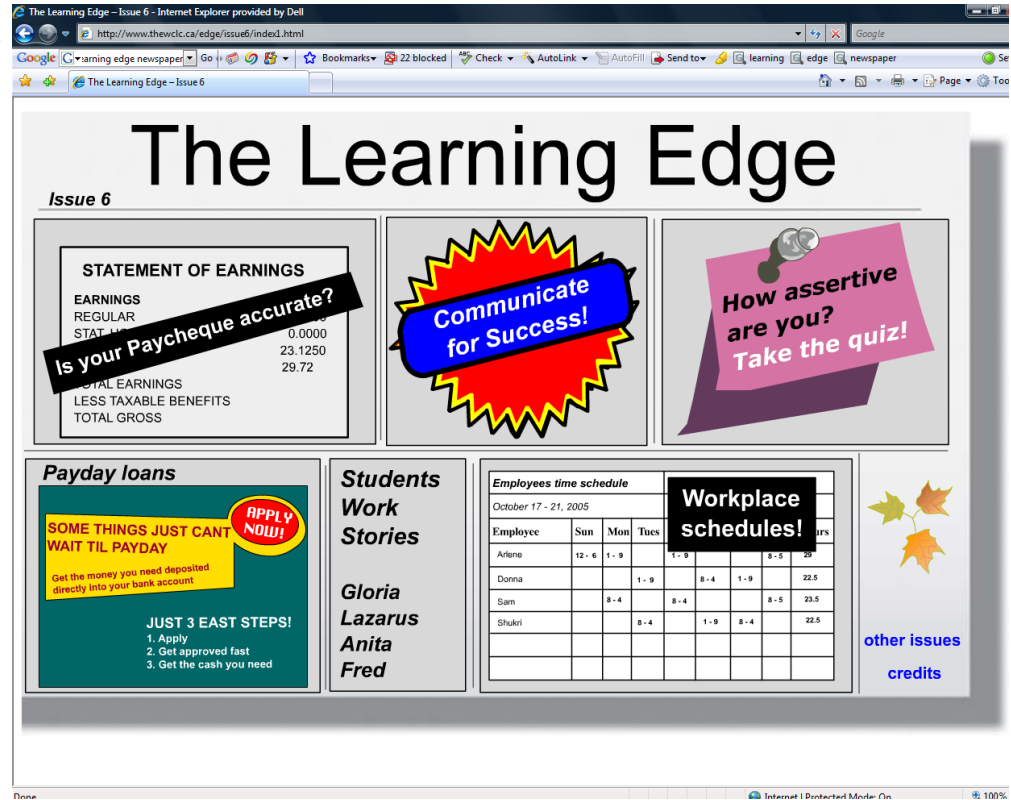 The Learning Edge – Issue 6 - Internet Explorer provided by Dell
http://www.thewclc.ca/edge/issue6/index1.html
Google
Google earning edge newspaper Go Bookmarks 22 blocked Check AutoLink AutoFill Send to learning edge newspaper
The Learning Edge – Issue 6
Page
The Learning Edge
Issue 6
STATEMENT OF EARNINGS
EARNINGS
REGULAR
STAT.
0.0000
23.1250
29.72
TOTAL EARNINGS
LESS TAXABLE BENEFITS
TOTAL GROSS
Is your Paycheque accurate?
Communicate
for Success!
How assertive
are you?
Take the quiz!
Payday loans
SOME THINGS JUST CANT
WAIT TIL PAYDAY
Get the money you need deposited
directly into your bank account
APPLY
NOW!
JUST 3 EAST STEPS!
1. Apply
2. Get approved fast
3. Get the cash you need
Students
Work
Stories
Gloria
Lazarus
Anita
Fred
Employees time schedule
October 17 - 21, 2005
Workplace
schedules!
Employee Sun Mon Tues
Arlene 12 - 6 1 - 9 1 - 9 8 - 5 29
Donna 1 - 9 8 - 4 1 - 9 22.5
Sam 8 - 4 8 - 4 8 - 5 23.5
Shukri 8 - 4 1 - 9 8 - 4 22.5
other issues
credits
Done
Internet | Protected Mode: On 100%